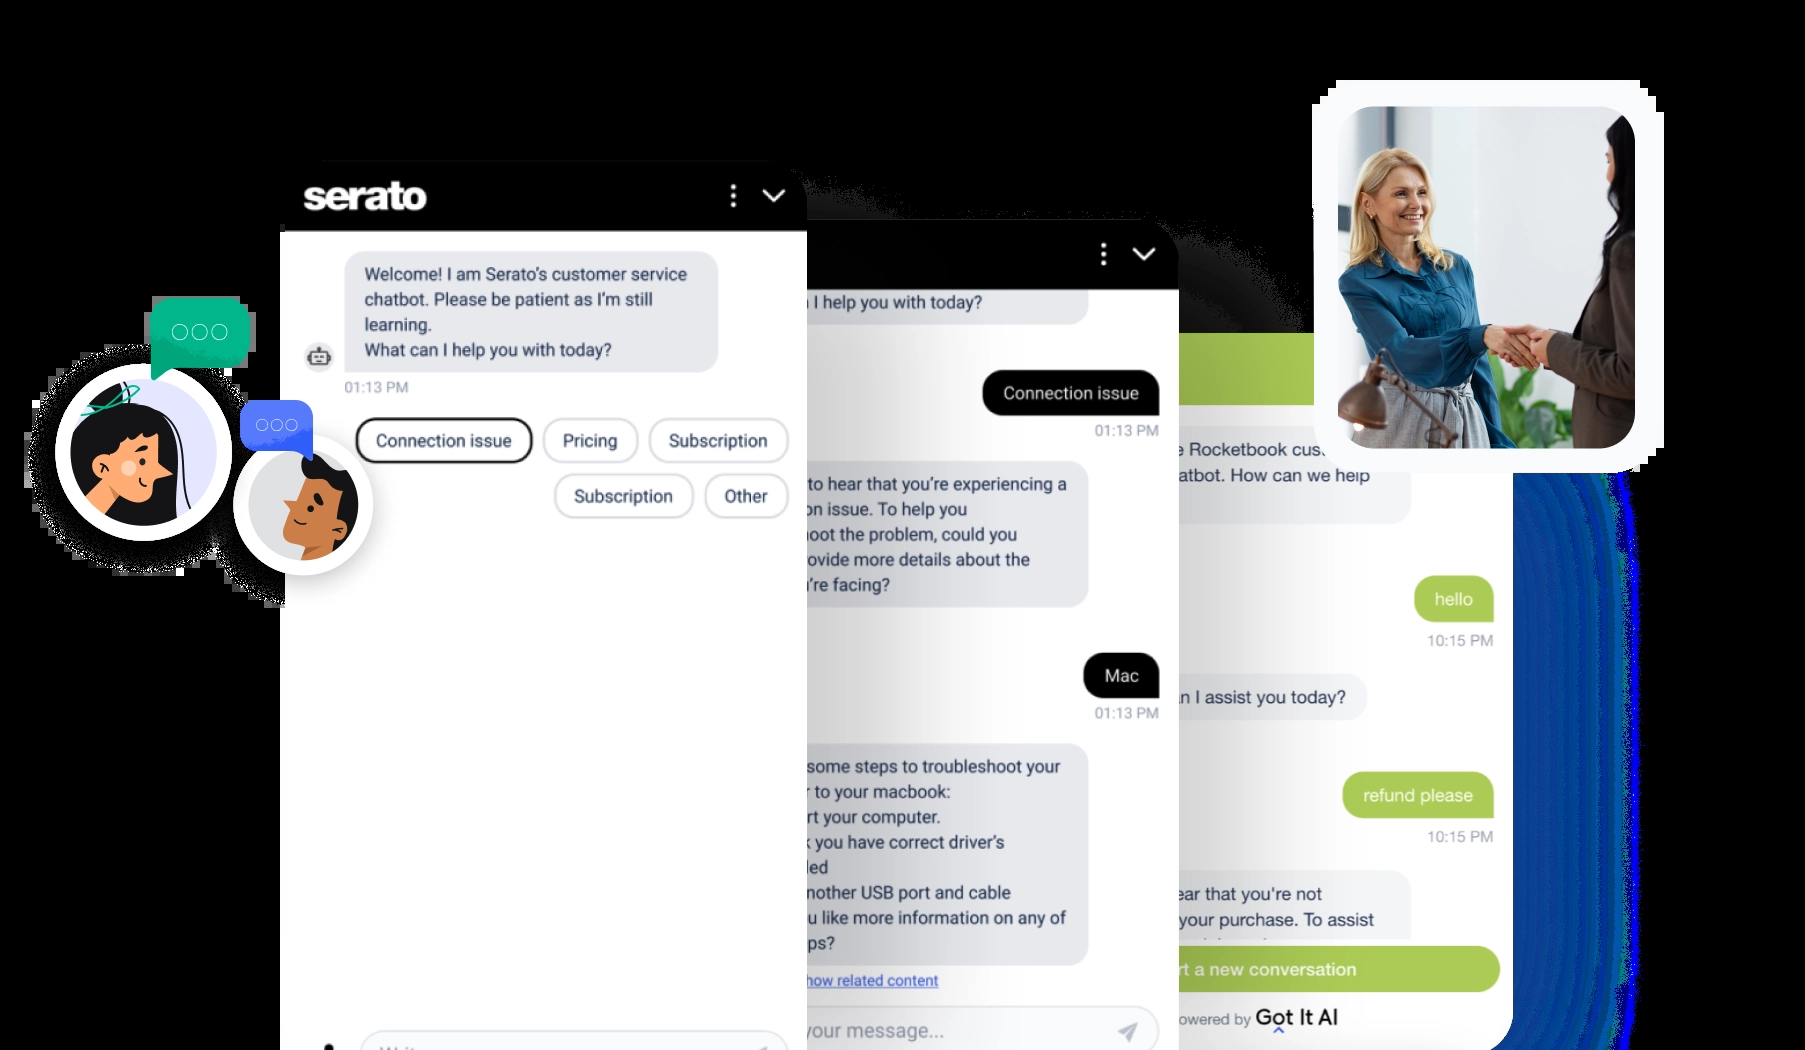 serato
Welcome! I am Serato’s customer service
chatbot. Please be patient as I’m still
learning.
What can I help you with today?
01:13 PM
Connection issue
Pricing
Subscription
Subscription
Other
I help you with today?
Connection issue
01:13 PM
to hear that you’re experiencing a
on issue. To help you
oot the problem, could you
ovide more details about the
’re facing?
Mac
01:13 PM
some steps to troubleshoot your
r to your macbook:
rt your computer.
k you have correct driver’s
led
nother USB port and cable
u like more information on any of
ps?
how related content
your message...
e Rocketbook cus
atbot. How can we help
hello
10:15 PM
n I assist you today?
refund please
10:15 PM
ear that you're not
your purchase. To assist
rt a new conversation
owered by Got It AI